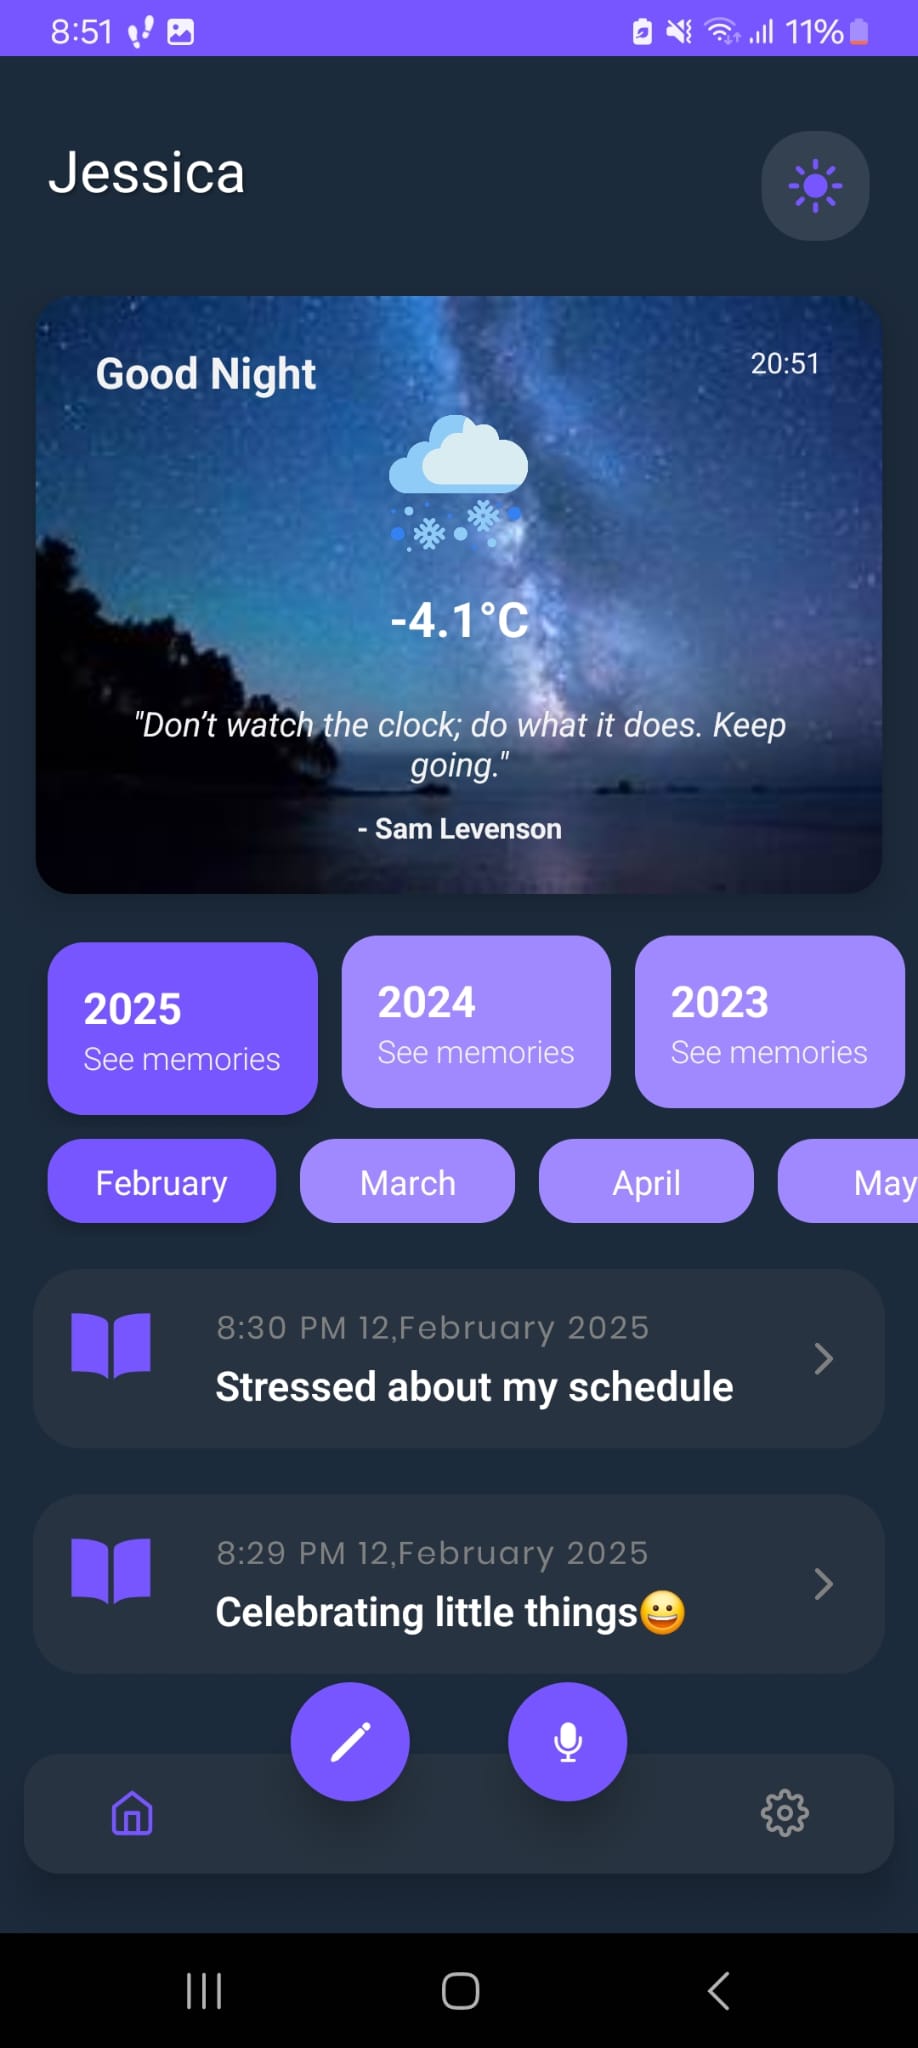 8:51
11%
Jessica
Good Night
20:51
-4.1°C
"Don’t watch the clock; do what it does. Keep
going."
- Sam Levenson
2025
See memories
2024
See memories
2023
See memories
February
March
April
May
8:30 PM 12,February 2025
Stressed about my schedule
8:29 PM 12,February 2025
Celebrating little things😀